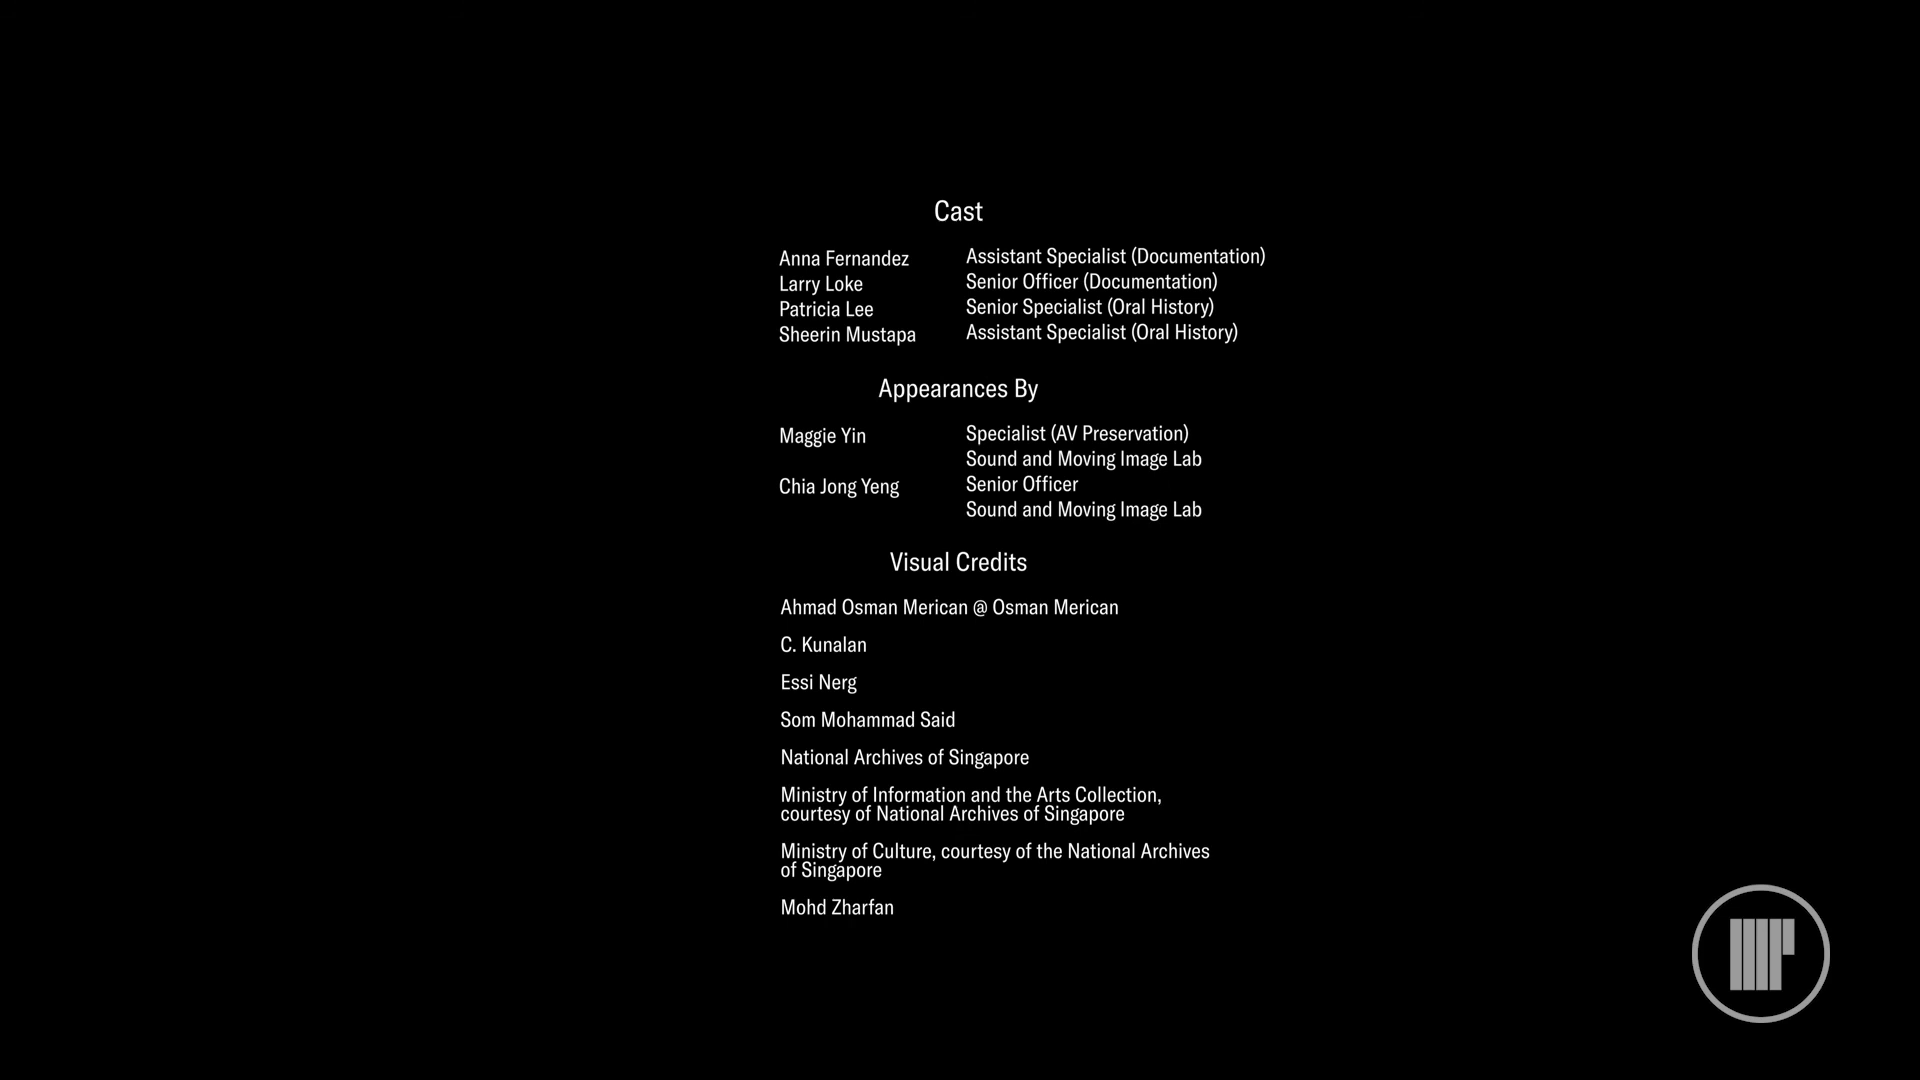 Cast
Anna Fernandez Assistant Specialist (Documentation)
Larry Loke Senior Officer (Documentation)
Patricia Lee Senior Specialist (Oral History)
Sheerin Mustapa Assistant Specialist (Oral History)
Appearances By
Maggie Yin Specialist (AV Preservation)
Sound and Moving Image Lab
Chia Jong Yeng Senior Officer
Sound and Moving Image Lab
Visual Credits
Ahmad Osman Merican @ Osman Merican
C. Kunalan
Essi Nerg
Som Mohammad Said
National Archives of Singapore
Ministry of Information and the Arts Collection,
courtesy of National Archives of Singapore
Ministry of Culture, courtesy of the National Archives
of Singapore
Mohd Zharfan